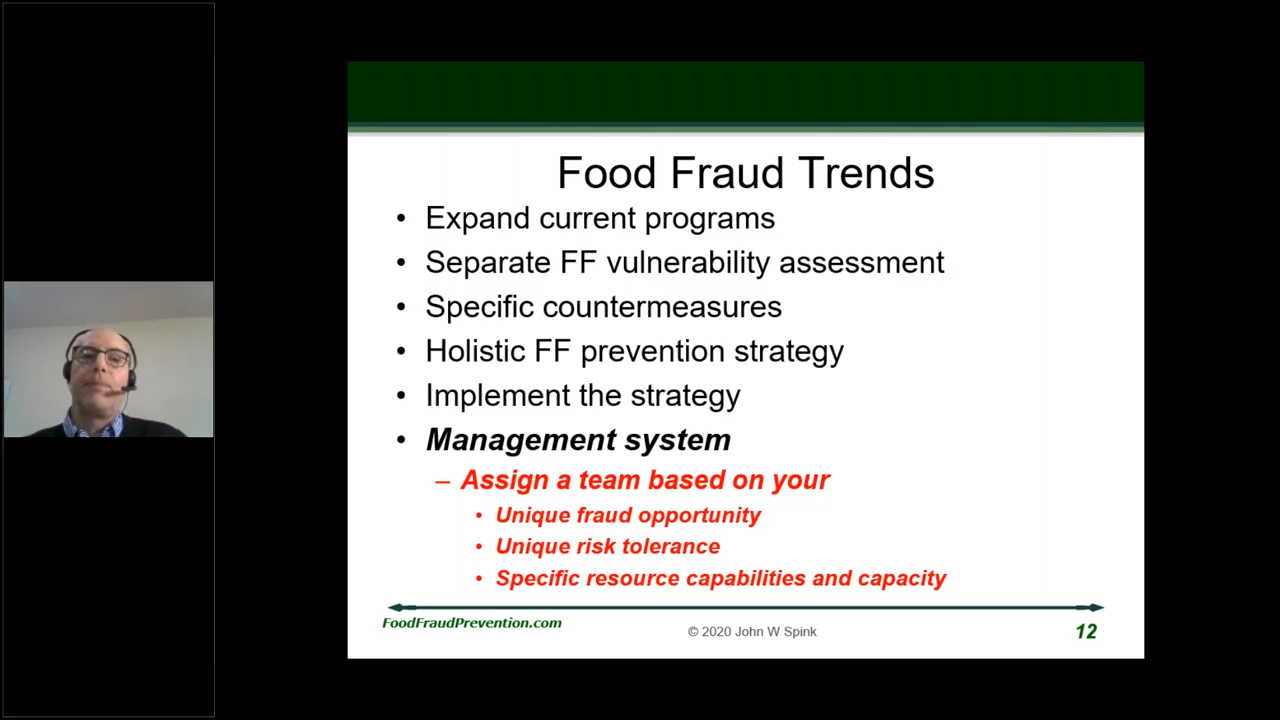 Food Fraud Trends
• Expand current programs
• Separate FF vulnerability assessment
• Specific countermeasures
• Holistic FF prevention strategy
• Implement the strategy
• Management system
– Assign a team based on your
• Unique fraud opportunity
• Unique risk tolerance
• Specific resource capabilities and capacity
FoodFraudPrevention.com
© 2020 John W Spink
12